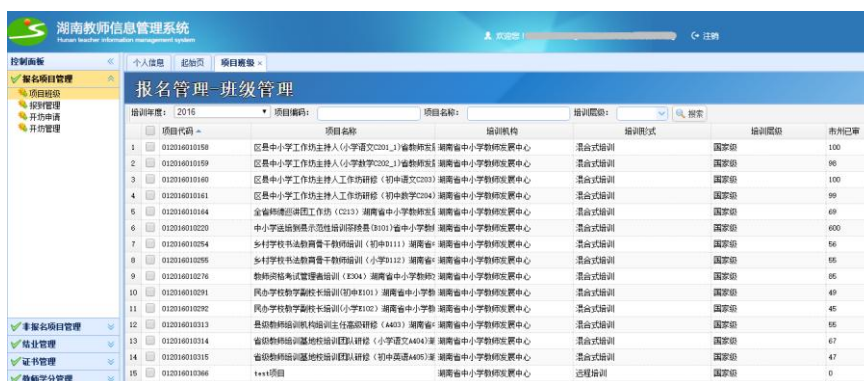 湖南教师信息管理系统
Hunan teacher information management system
欢迎您！
注销
控制面板
个人信息 起始页 项目班级 ×
报名项目管理
项目班级
报到管理
开坊申请
开坊管理
报名管理-班级管理
培训年度： 2016 项目编码： 项目名称： 培训层级： 搜索
项目代码 项目名称 培训机构 培训形式 培训层级 市州已审
1 012016010158 区县中小学工作坊主持人(小学语文C201_1)省教师发展 湖南省中小学教师发展中心 混合式培训 国家级 100
2 012016010159 区县中小学工作坊主持人(小学数学C202_1)省教师发展 湖南省中小学教师发展中心 混合式培训 国家级 98
3 012016010160 区县中小学工作坊主持人工作坊研修（初中语文C203) 湖南省中小学教师发展中心 混合式培训 国家级 100
4 012016010161 区县中小学工作坊主持人工作坊研修（初中数学C204) 湖南省中小学教师发展中心 混合式培训 国家级 99
5 012016010164 全省师德巡讲团工作坊（C213）湖南省中小学教师发展 湖南省中小学教师发展中心 混合式培训 国家级 69
6 012016010220 中小学送培到县示范性培训茶陵县(B101)省中小学教师 湖南省中小学教师发展中心 混合式培训 国家级 600
7 012016010254 乡村学校书法教育骨干教师培训（初中D111）湖南省 湖南省中小学教师发展中心 混合式培训 国家级 56
8 012016010255 乡村学校书法教育骨干教师培训（小学D112）湖南省 湖南省中小学教师发展中心 混合式培训 国家级 55
9 012016010276 教师资格考试管理者培训（E304）湖南省中小学教师 湖南省中小学教师发展中心 混合式培训 国家级 85
10 012016010291 民办学校教学副校长培训(初中E101）湖南省中小学教 湖南省中小学教师发展中心 混合式培训 国家级 49
11 012016010292 民办学校教学副校长培训(小学E102）湖南省中小学教 湖南省中小学教师发展中心 混合式培训 国家级 45
12 012016010313 县级教师培训机构培训主任高级研修（A403）湖南省 湖南省中小学教师发展中心 混合式培训 国家级 55
13 012016010314 省级教师培训基地校培训团队研修（小学语文A404)湖 湖南省中小学教师发展中心 混合式培训 国家级 67
14 012016010315 省级教师培训基地校培训团队研修（初中英语A405)湖 湖南省中小学教师发展中心 混合式培训 国家级 47
15 012016010366 test项目 湖南省中小学教师发展中心 远程培训 国家级 0
非报名项目管理
结业管理
证书管理
教师学分管理